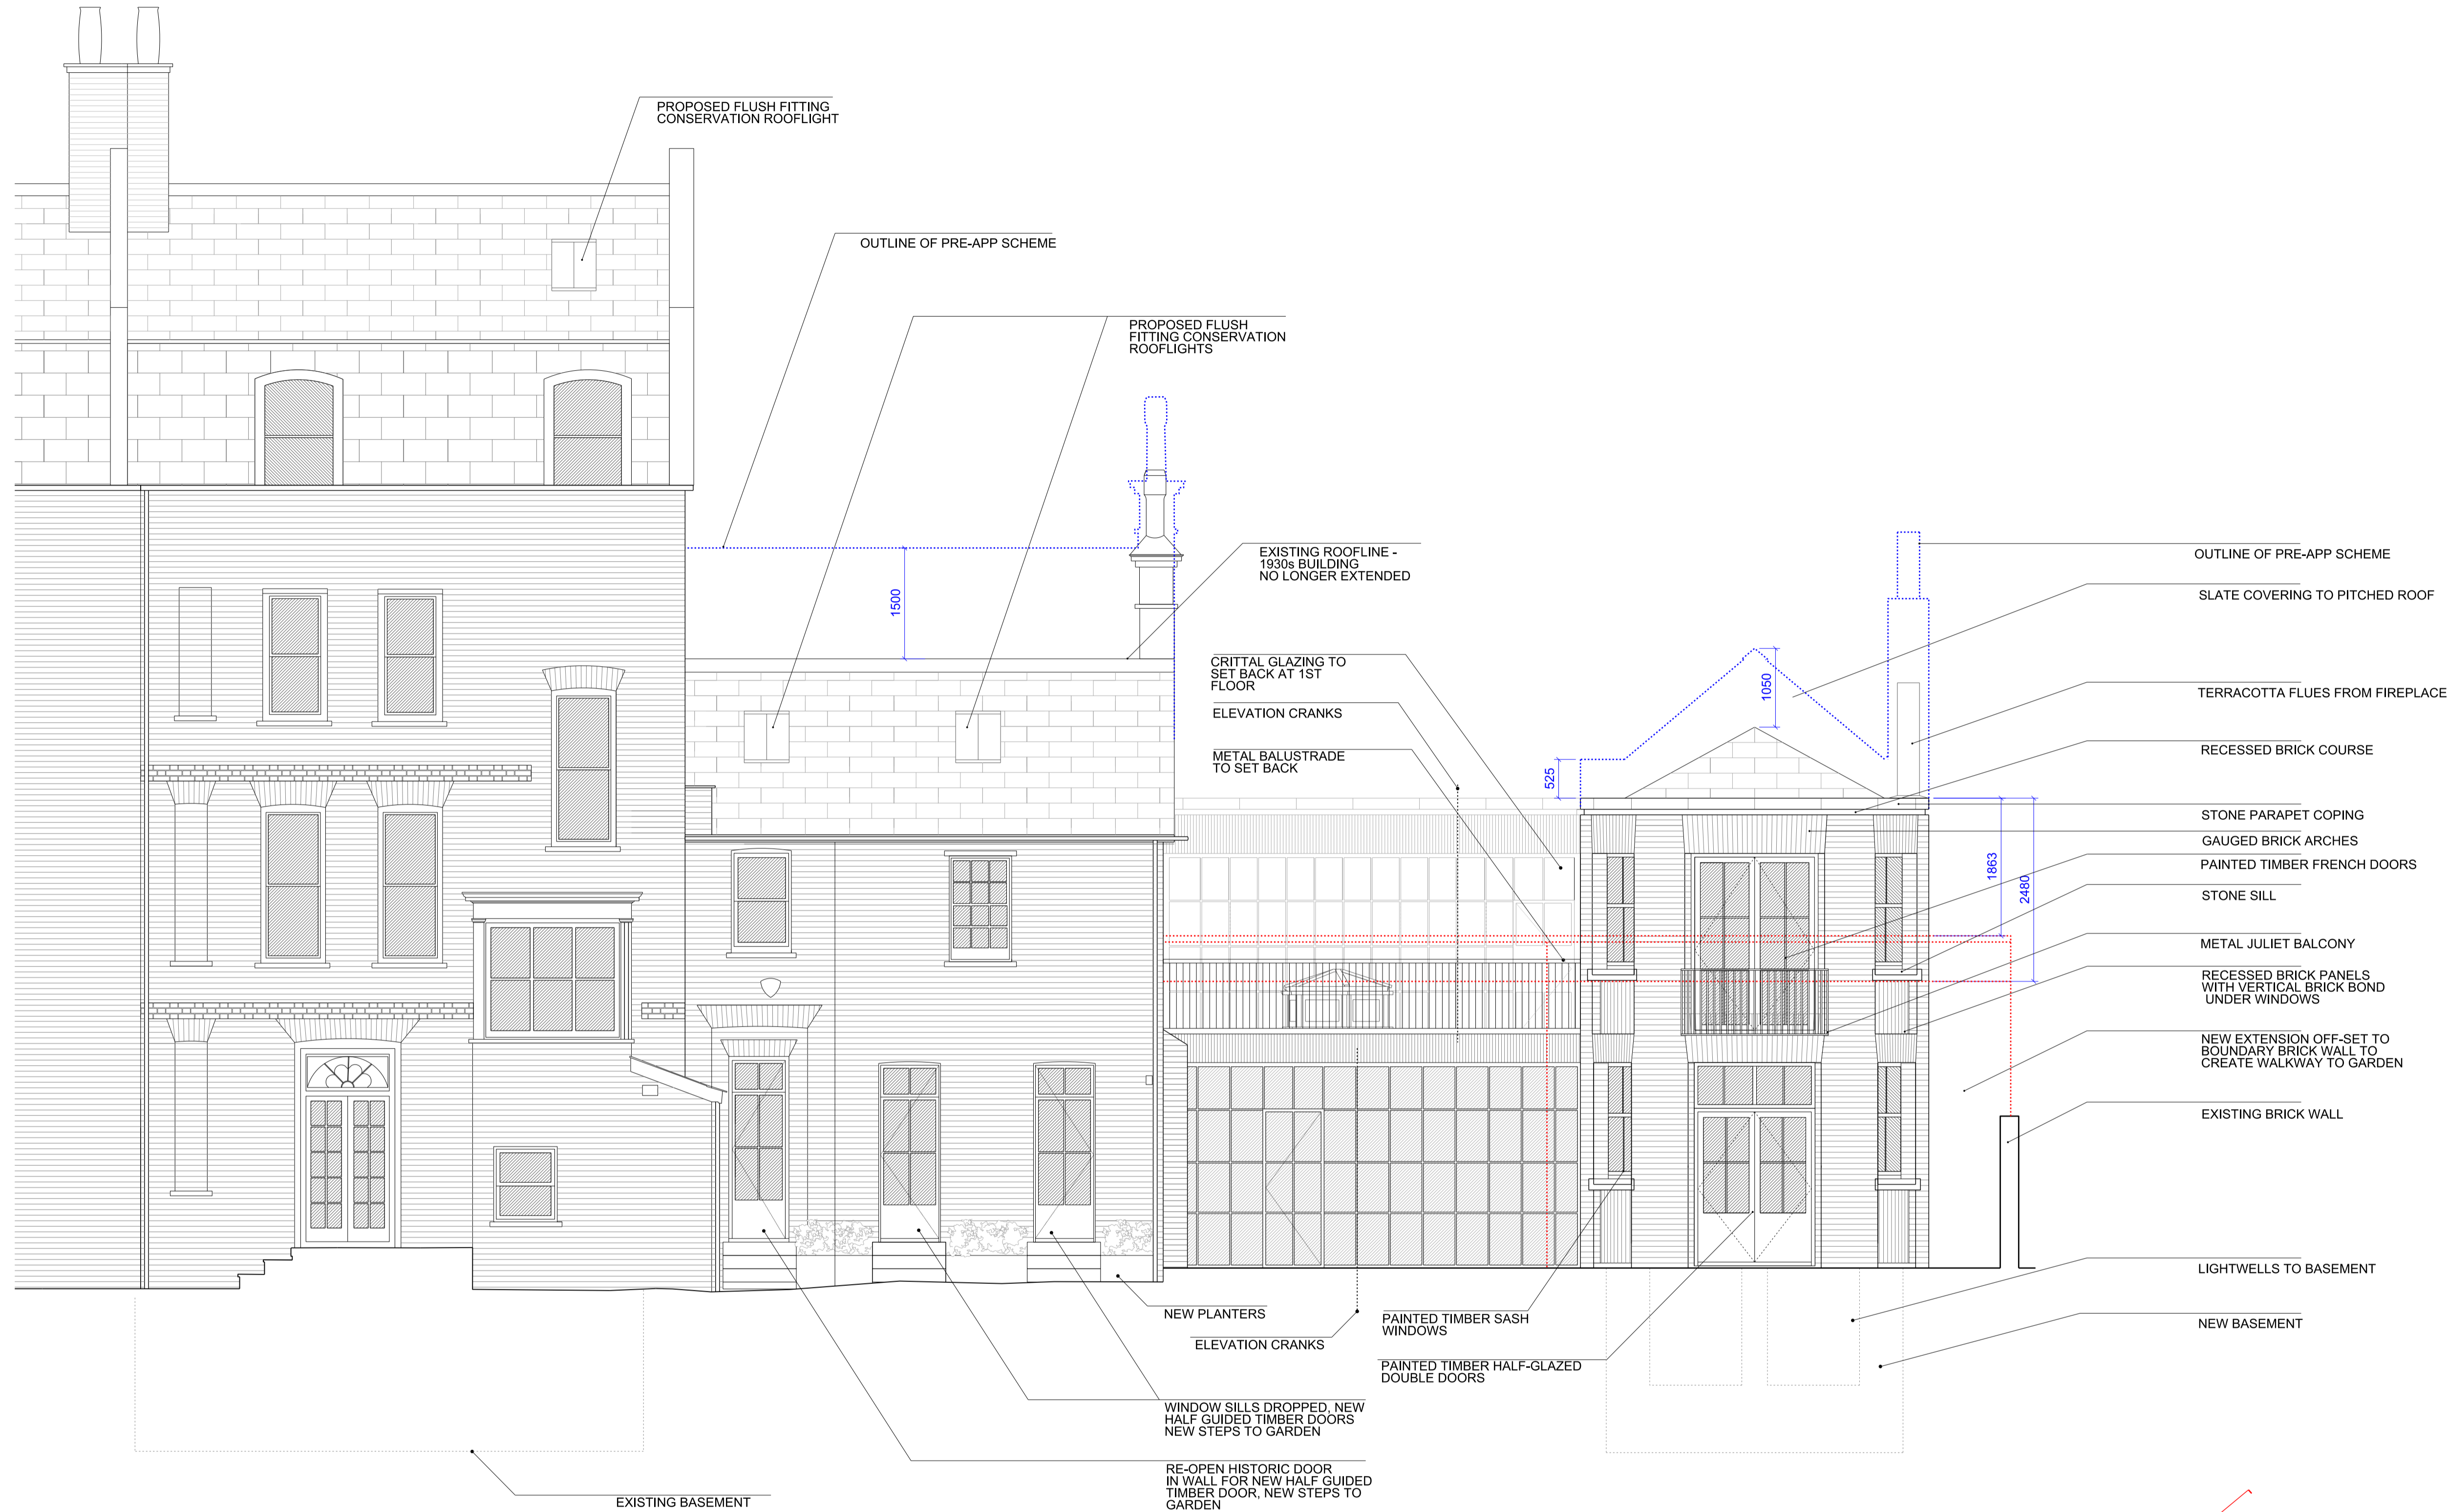 PROPOSED FLUSH FITTING
CONSERVATION ROOFLIGHT
OUTLINE OF PRE-APP SCHEME
PROPOSED FLUSH
FITTING CONSERVATION
ROOFLIGHTS
1500
EXISTING ROOFLINE -
1930s BUILDING
NO LONGER EXTENDED
CRITTAL GLAZING TO
SET BACK AT 1ST
FLOOR
ELEVATION CRANKS
METAL BALUSTRADE
TO SET BACK
525
1050
1863
2480
OUTLINE OF PRE-APP SCHEME
SLATE COVERING TO PITCHED ROOF
TERRACOTTA FLUES FROM FIREPLACE
RECESSED BRICK COURSE
STONE PARAPET COPING
GAUGED BRICK ARCHES
PAINTED TIMBER FRENCH DOORS
STONE SILL
METAL JULIET BALCONY
RECESSED BRICK PANELS
WITH VERTICAL BRICK BOND
UNDER WINDOWS
NEW EXTENSION OFF-SET TO
BOUNDARY BRICK WALL TO
CREATE WALKWAY TO GARDEN
EXISTING BRICK WALL
LIGHTWELLS TO BASEMENT
NEW BASEMENT
NEW PLANTERS
ELEVATION CRANKS
PAINTED TIMBER SASH
WINDOWS
PAINTED TIMBER HALF-GLAZED
DOUBLE DOORS
WINDOW SILLS DROPPED, NEW
HALF GUIDED TIMBER DOORS
NEW STEPS TO GARDEN
RE-OPEN HISTORIC DOOR
IN WALL FOR NEW HALF GUIDED
TIMBER DOOR, NEW STEPS TO
GARDEN
EXISTING BASEMENT